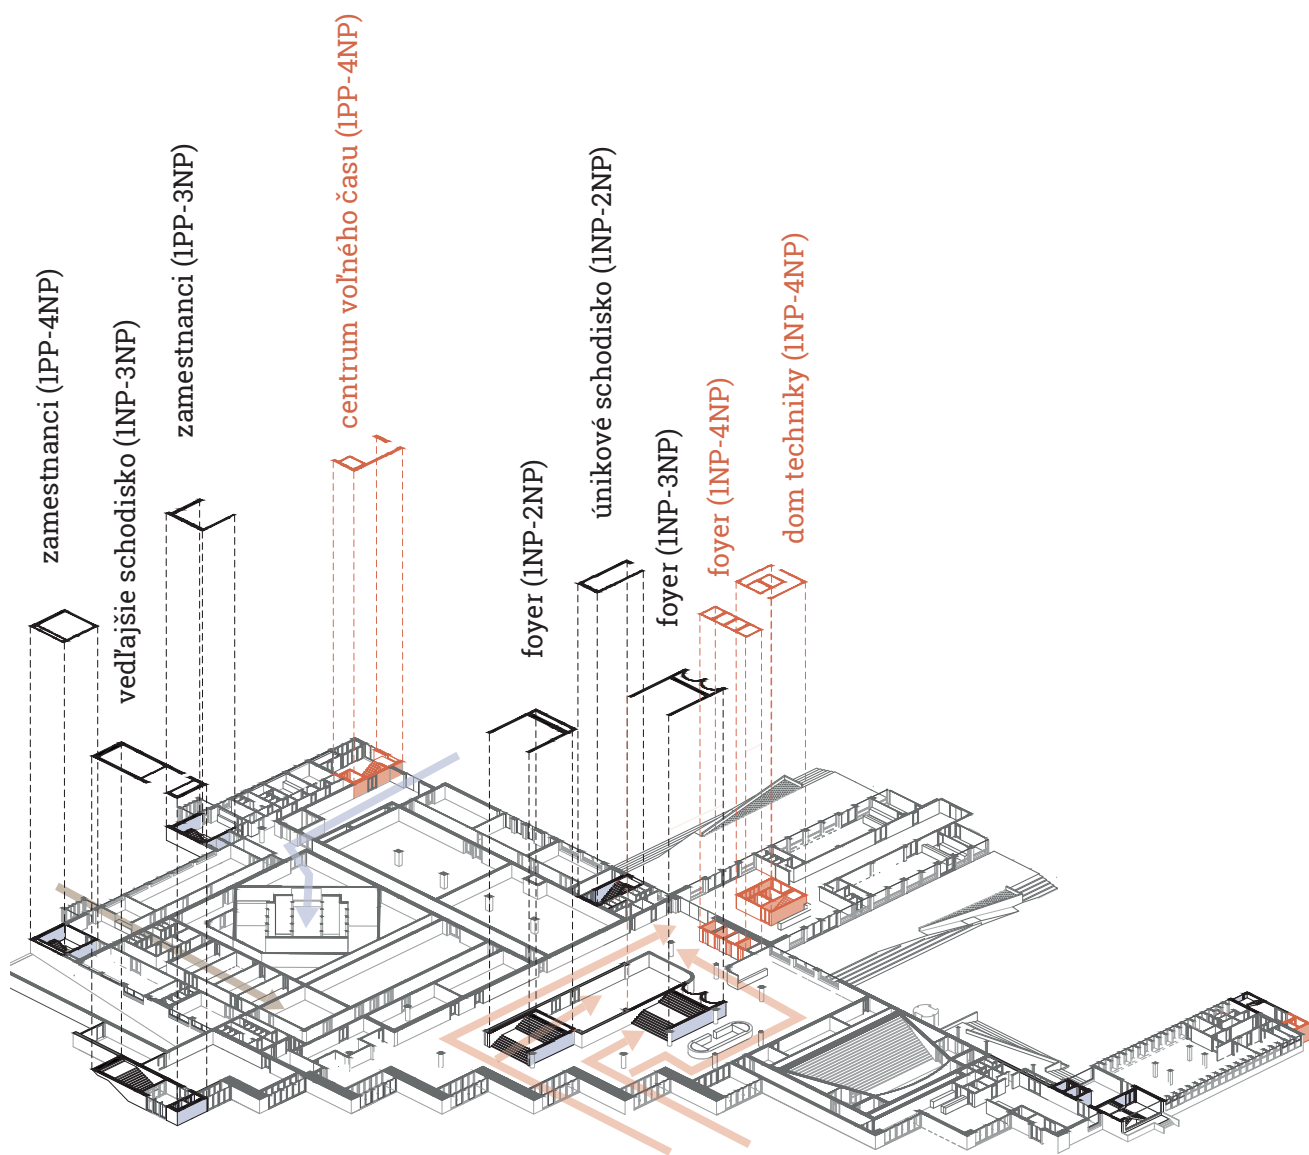 zamestnanci (1PP-4NP)
vedľajšie schodisko (1NP-3NP)
zamestnanci (1PP-3NP)
centrum voľného času (1PP-4NP)
foyer (1NP-2NP)
únikové schodisko (1NP-2NP)
foyer (1NP-3NP)
foyer (1NP-4NP)
dom techniky (1NP-4NP)